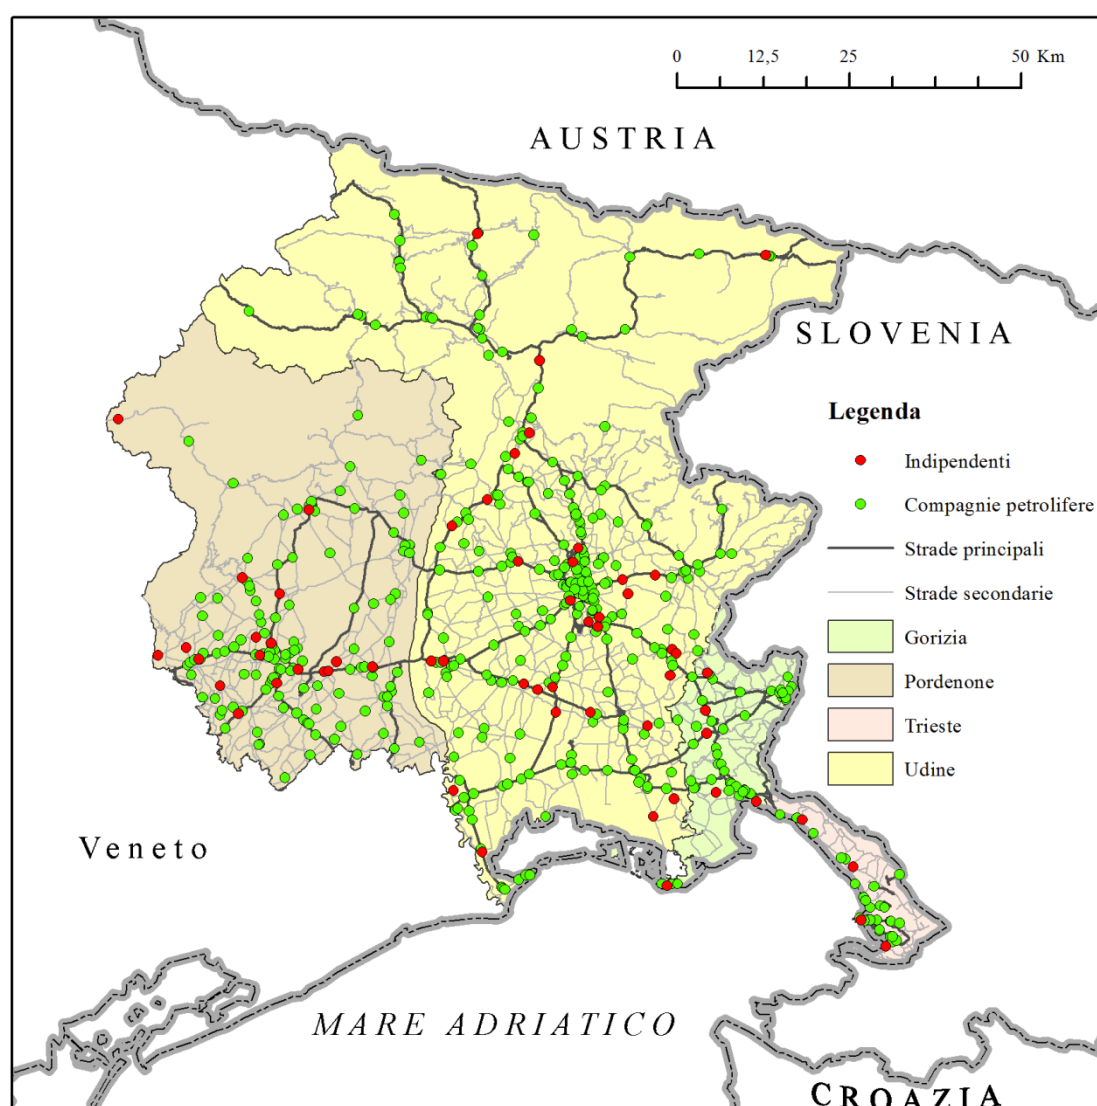 0 12,5 25 50 Km
AUSTRIA
SLOVENIA
Legenda
Indipendenti
Compagnie petrolifere
Strade principali
Strade secondarie
Gorizia
Pordenone
Trieste
Udine
Veneto
MARE ADRIATICO
CROAZIA